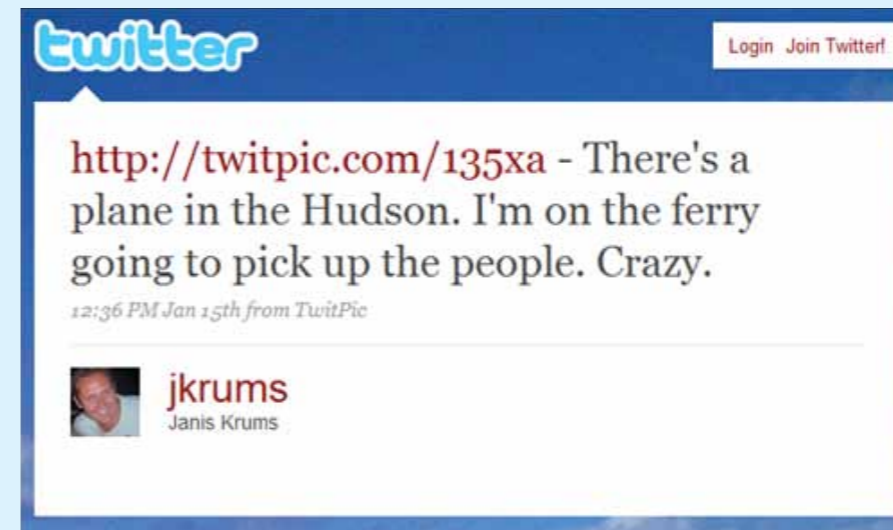 twitter
Login Join Twitter!
http://twitpic.com/135xa - There's a
plane in the Hudson. I'm on the ferry
going to pick up the people. Crazy.
12:36 PM Jan 15th from TwitPic
jkrums
Janis Krums